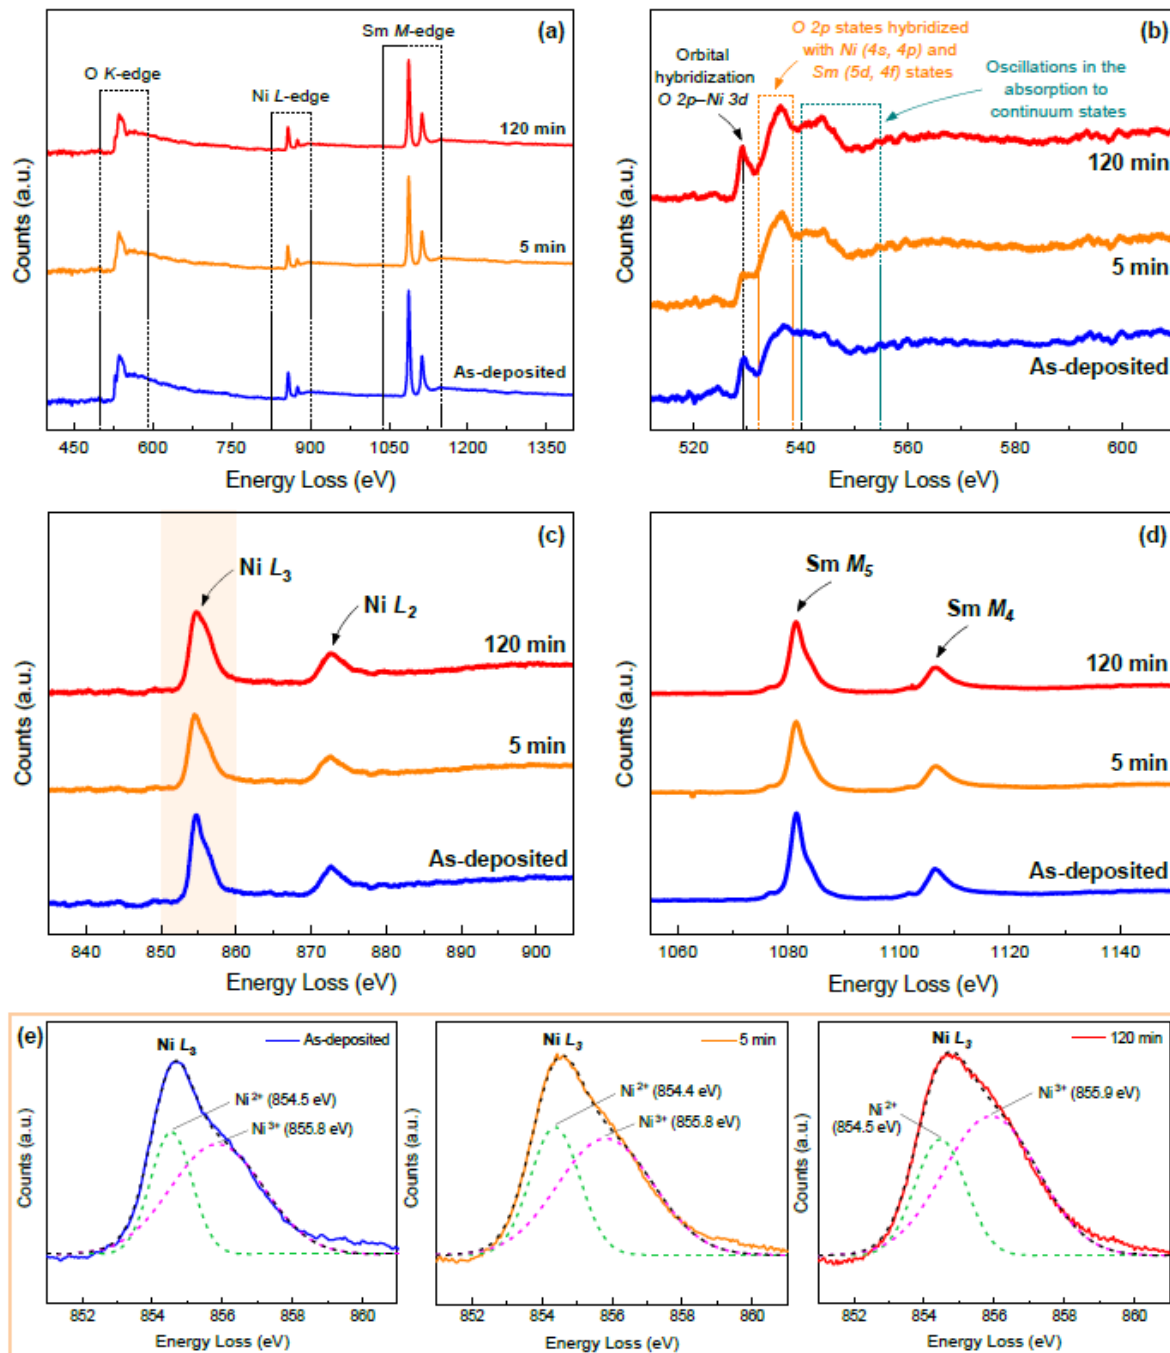 (a)
Sm M-edge
O K-edge
Ni L-edge
120 min
5 min
As-deposited
Counts (a.u.)
450 600 750 900 1050 1200 1350
Energy Loss (eV)
(b)
O 2p states hybridized
with Ni (4s, 4p) and
Sm (5d, 4f) states
Orbital
hybridization
O 2p–Ni 3d
Oscillations in the
absorption to
continuum states
120 min
5 min
As-deposited
Counts (a.u.)
520 540 560 580 600
Energy Loss (eV)
(c)
Ni L3
Ni L2
120 min
5 min
As-deposited
Counts (a.u.)
840 850 860 870 880 890 900
Energy Loss (eV)
(d)
Sm M5
Sm M4
120 min
5 min
As-deposited
Counts (a.u.)
1060 1080 1100 1120 1140
Energy Loss (eV)
(e)
Ni L3
As-deposited
Ni2+ (854.5 eV)
Ni3+ (855.8 eV)
Counts (a.u.)
852 854 856 858 860
Energy Loss (eV)
Ni L3
5 min
Ni2+ (854.4 eV)
Ni3+ (855.8 eV)
Counts (a.u.)
852 854 856 858 860
Energy Loss (eV)
Ni L3
120 min
Ni3+ (855.9 eV)
Ni2+
(854.5 eV)
Counts (a.u.)
852 854 856 858 860
Energy Loss (eV)